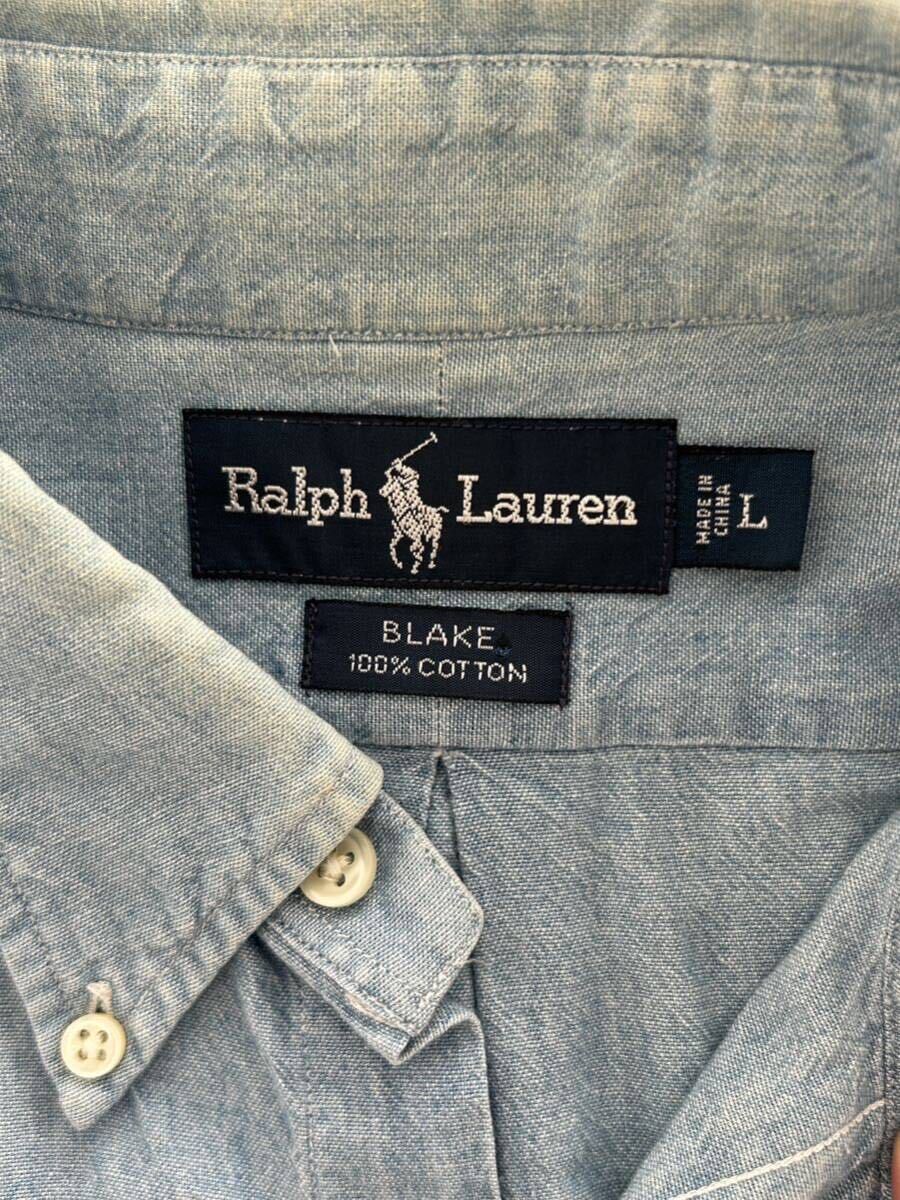 Ralph Lauren
MADE IN
CHINA
L
BLAKE
100% COTTON